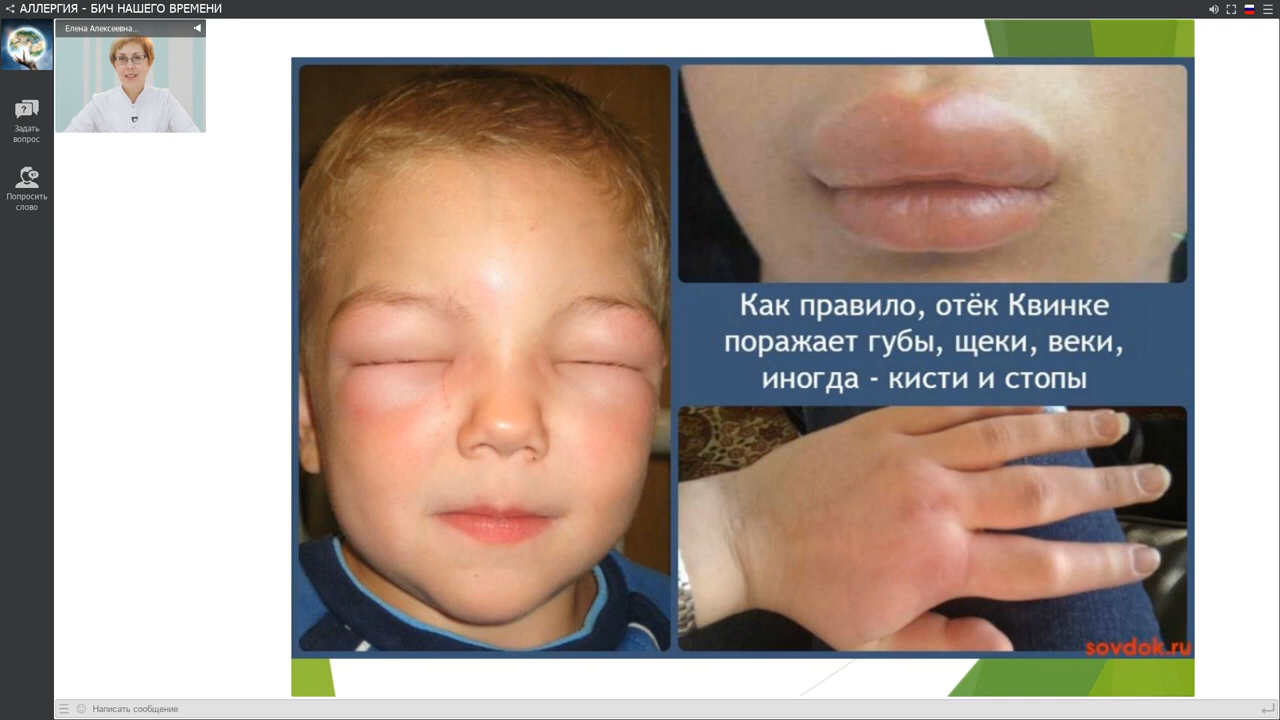 АЛЛЕРГИЯ - БИЧ НАШЕГО ВРЕМЕНИ
Елена Алексеевна...
Задать
вопрос
Попросить
слово
Как правило, отёк Квинке
поражает губы, щеки, веки,
иногда - кисти и стопы
sovdok.ru
Написать сообщение